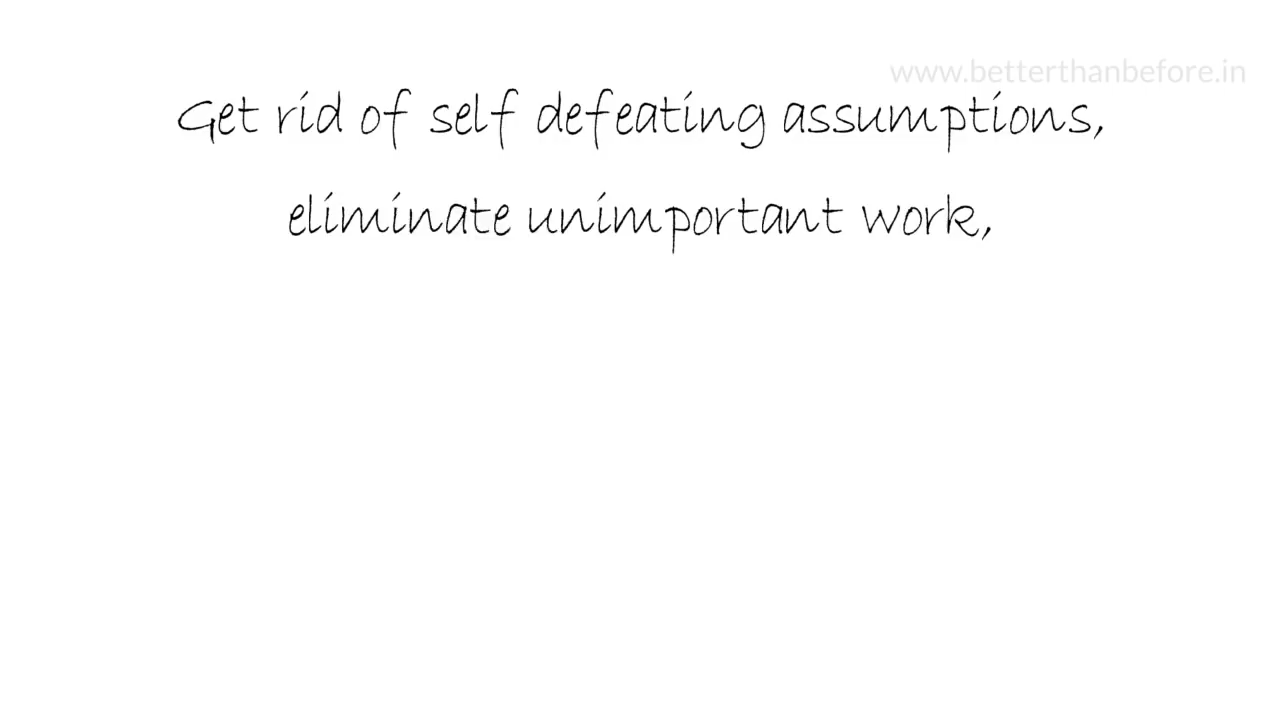 www.betterthanbefore.in
Get rid of self defeating assumptions,
eliminate unimportant work,